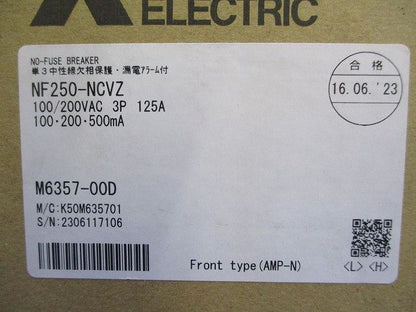 ELECTRIC
NO-FUSE BREAKER
単3中性線欠相保護・漏電アラーム付
NF250-NCVZ
100/200VAC 3P 125A
100・200・500mA
合格
16.06.'23
M6357-00D
M/C:K50M635701
S/N:2306117106
Front type(AMP-N)
<L> <H>